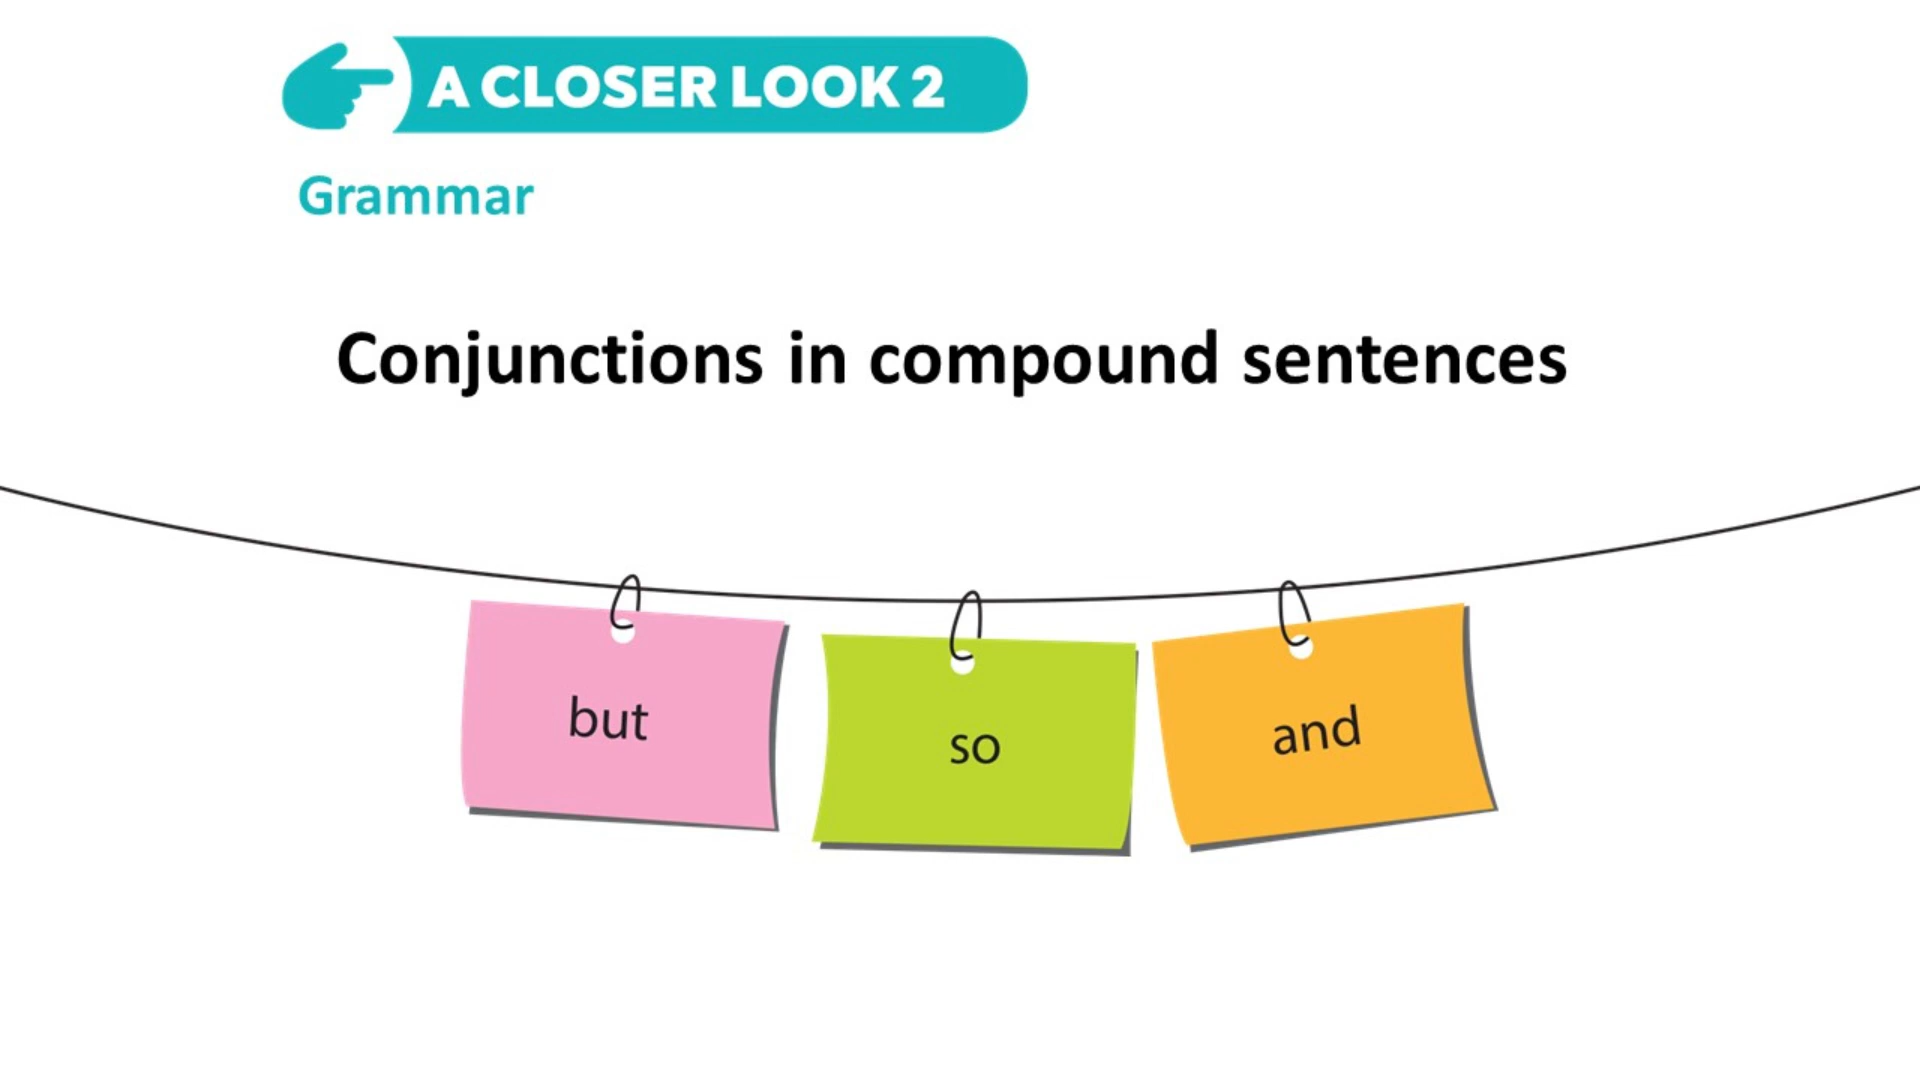 A CLOSER LOOK 2
Grammar
Conjunctions in compound sentences
but
so
and